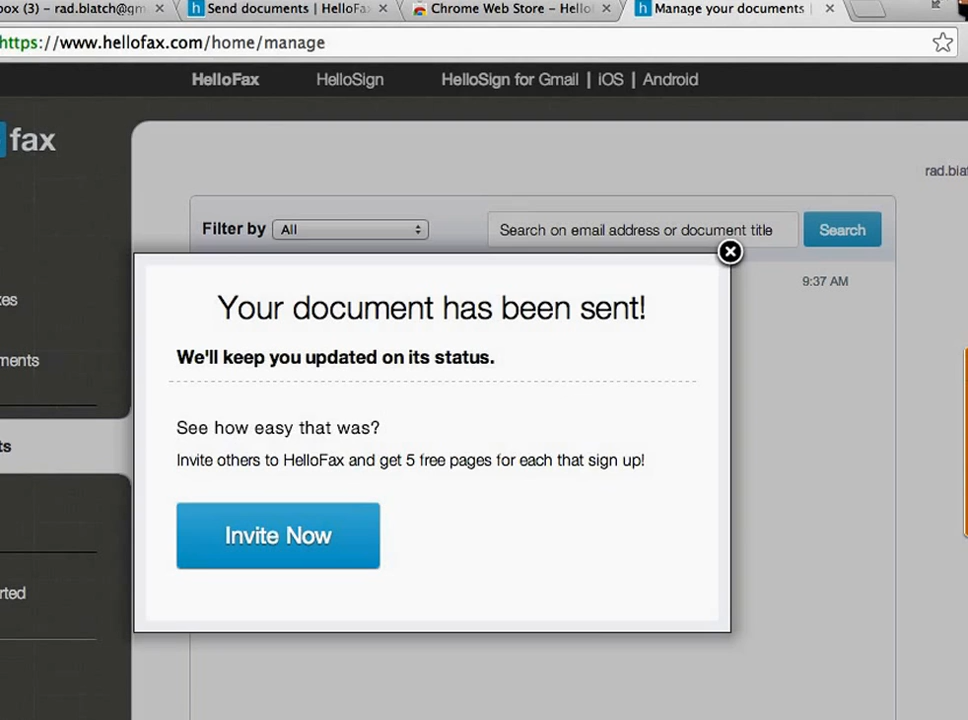 box (3) – rad.blatch@gm
Send documents | HelloFax
Chrome Web Store – Hello
Manage your documents
https://www.hellofax.com/home/manage
HelloFax HelloSign HelloSign for Gmail | iOS | Android
fax
rad.blat
Filter by All Search on email address or document title Search
9:37 AM
xes
ments
ts
rted
Your document has been sent!
We'll keep you updated on its status.
See how easy that was?
Invite others to HelloFax and get 5 free pages for each that sign up!
Invite Now